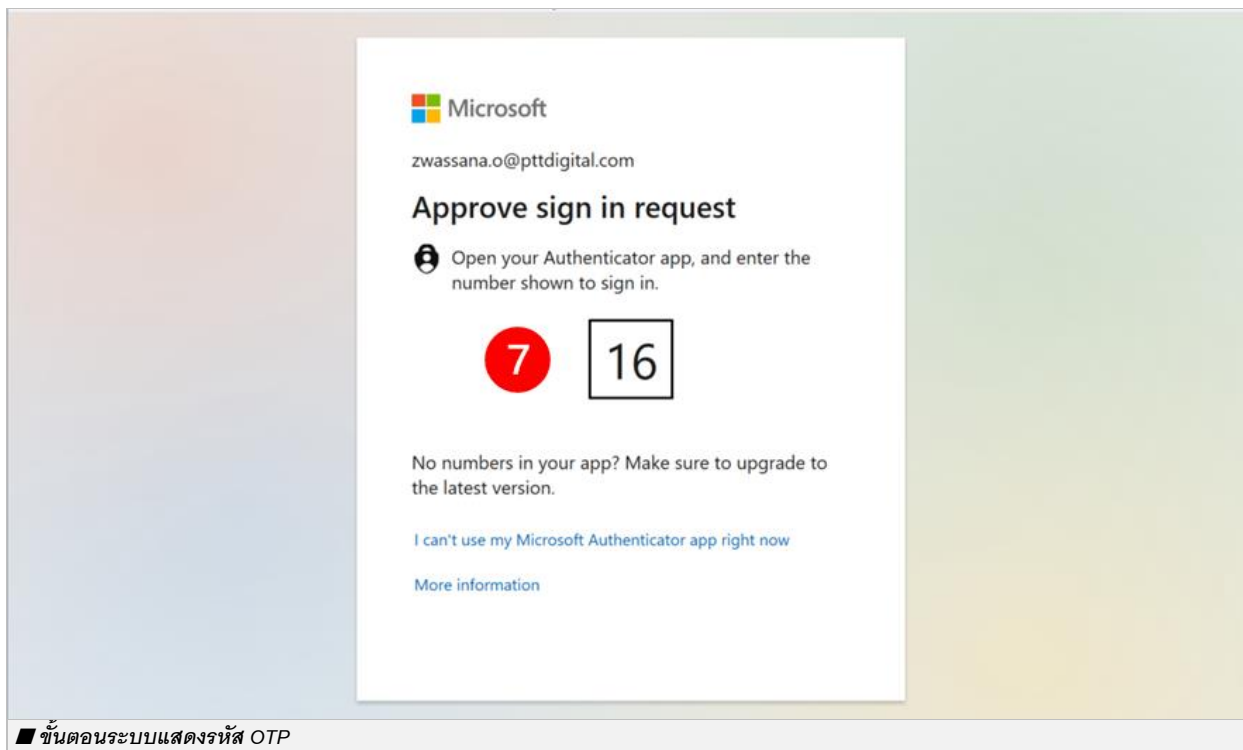 Microsoft
zwassana.o@pttdigital.com
Approve sign in request
Open your Authenticator app, and enter the
number shown to sign in.
7 16
No numbers in your app? Make sure to upgrade to
the latest version.
I can't use my Microsoft Authenticator app right now
More information
ขั้นตอนระบบแสดงรหัส OTP